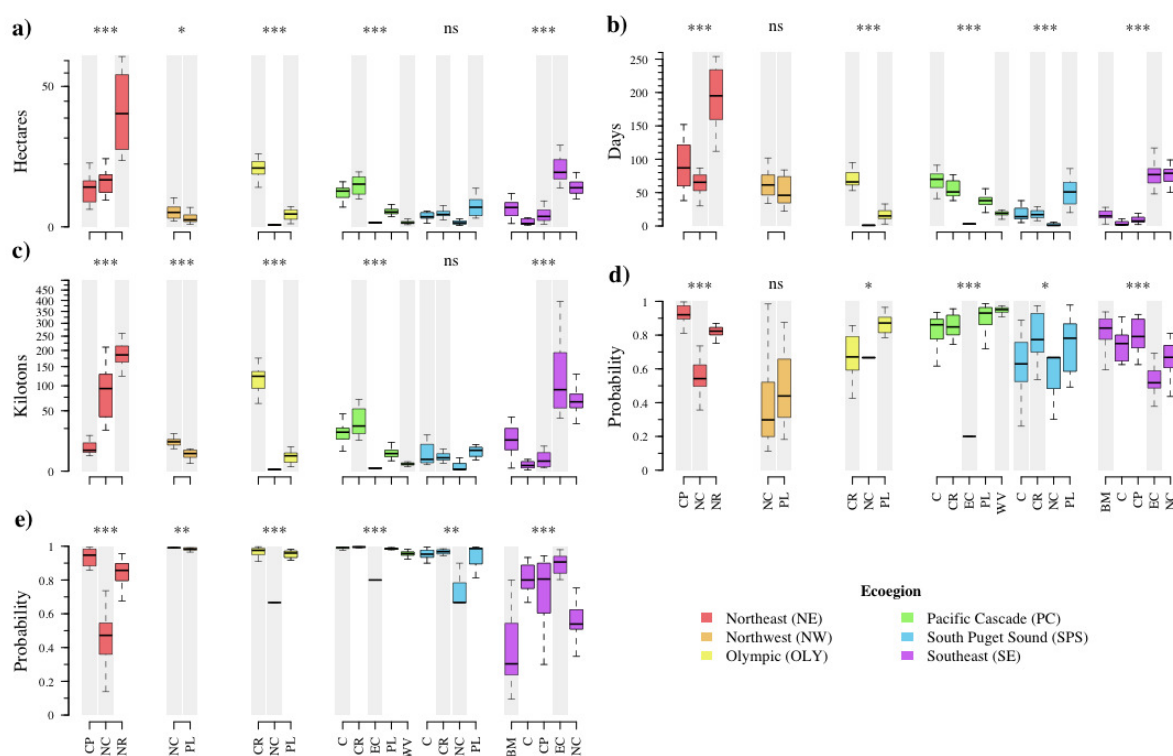 a)
*** * *** *** ns ***
Hectares
50
0
b)
*** ns *** *** *** ***
Days
250
200
150
100
50
0
c)
*** *** *** *** ns ***
Kilotons
450
400
350
300
250
200
150
100
50
0
d)
*** ns * *** * ***
Probability
1
0.8
0.6
0.4
0.2
0
CP NC NR NC PL CR NC PL C CR EC PL WV C CR NC PL BM C CP EC NC
e)
*** ** *** *** ** ***
Probability
1
0.8
0.6
0.4
0.2
0
CP NC NR NC PL CR NC PL C CR EC PL WV C CR NC PL BM C CP EC NC
Ecoegion
Northeast (NE)
Northwest (NW)
Olympic (OLY)
Pacific Cascade (PC)
South Puget Sound (SPS)
Southeast (SE)